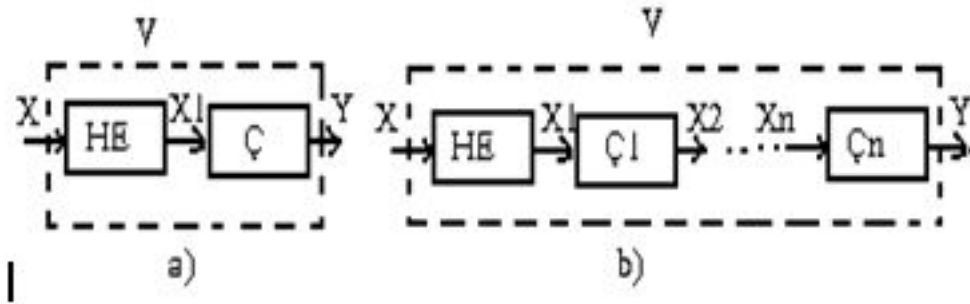 V
X HE X1 Ç Y
a)
V
X HE X1 Ç1 X2 ..... Xn Çn Y
b)